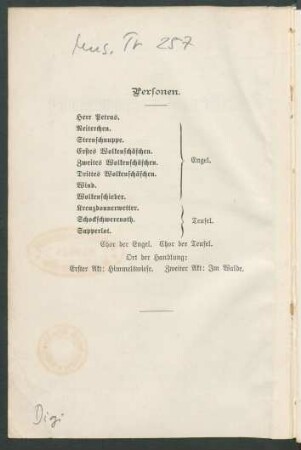 Mus. Tr 257
Personen.
Herr Petrus.
Reiterchen.
Sternschnuppe.
Erstes Wolkenschäfchen.
Zweites Wolkenschäfchen.
Drittes Wolkenschäfchen.
Wind.
Wolkenschieber.
Engel.
Kreuzdonnerwetter.
Schockschwerenoth.
Sapperlot.
Teufel.
Chor der Engel. Chor der Teufel.
Ort der Handlung:
Erster Akt: Himmelswiese. Zweiter Akt: Im Walde.
Digi